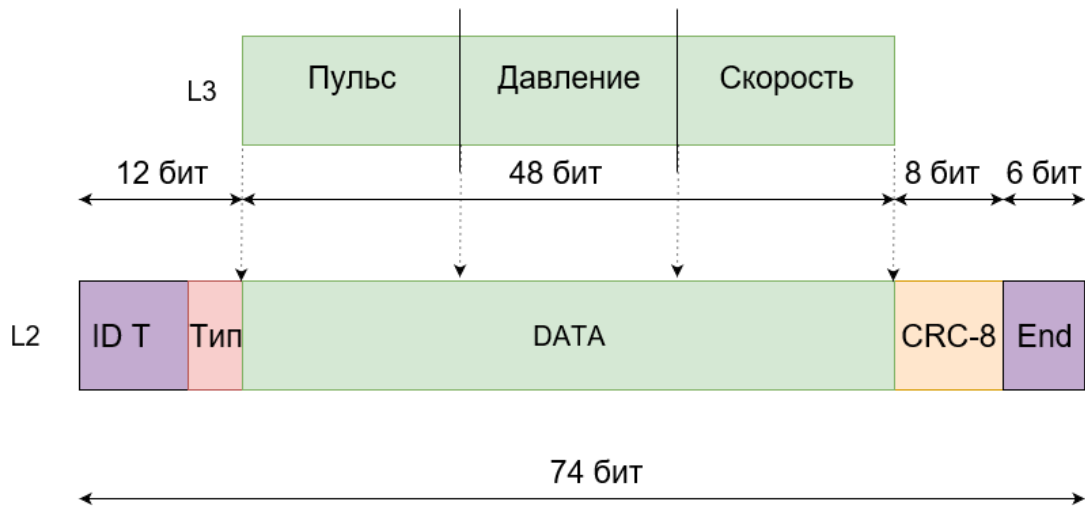 Пульс Давление Скорость
L3
12 бит 48 бит 8 бит 6 бит
L2 ID T Тип DATA CRC-8 End
74 бит